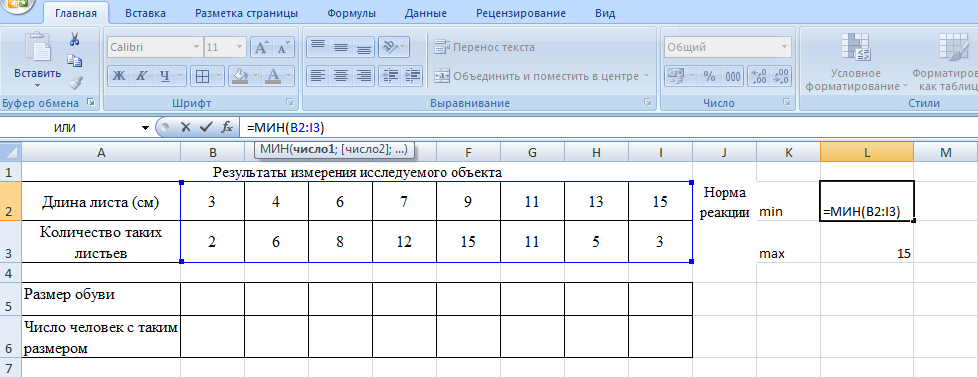 Главная Вставка Разметка страницы Формулы Данные Рецензирование Вид
Calibri 11 Перенос текста Общий
Вставить Ж К Ч Объединить и поместить в центре % 000 Условное форматирование Форматировать как таблиц
Буфер обмена Шрифт Выравнивание Число Стили
ИЛИ =МИН(B2:I3)
МИН(число1; [число2]; ...)
A B F G H I J K L M
1 Результаты измерения исследуемого объекта
2 Длина листа (см) 3 4 6 7 9 11 13 15 Норма реакции min =МИН(B2:I3)
3 Количество таких листьев 2 6 8 12 15 11 5 3 max 15
4
5 Размер обуви
6 Число человек с таким размером
7